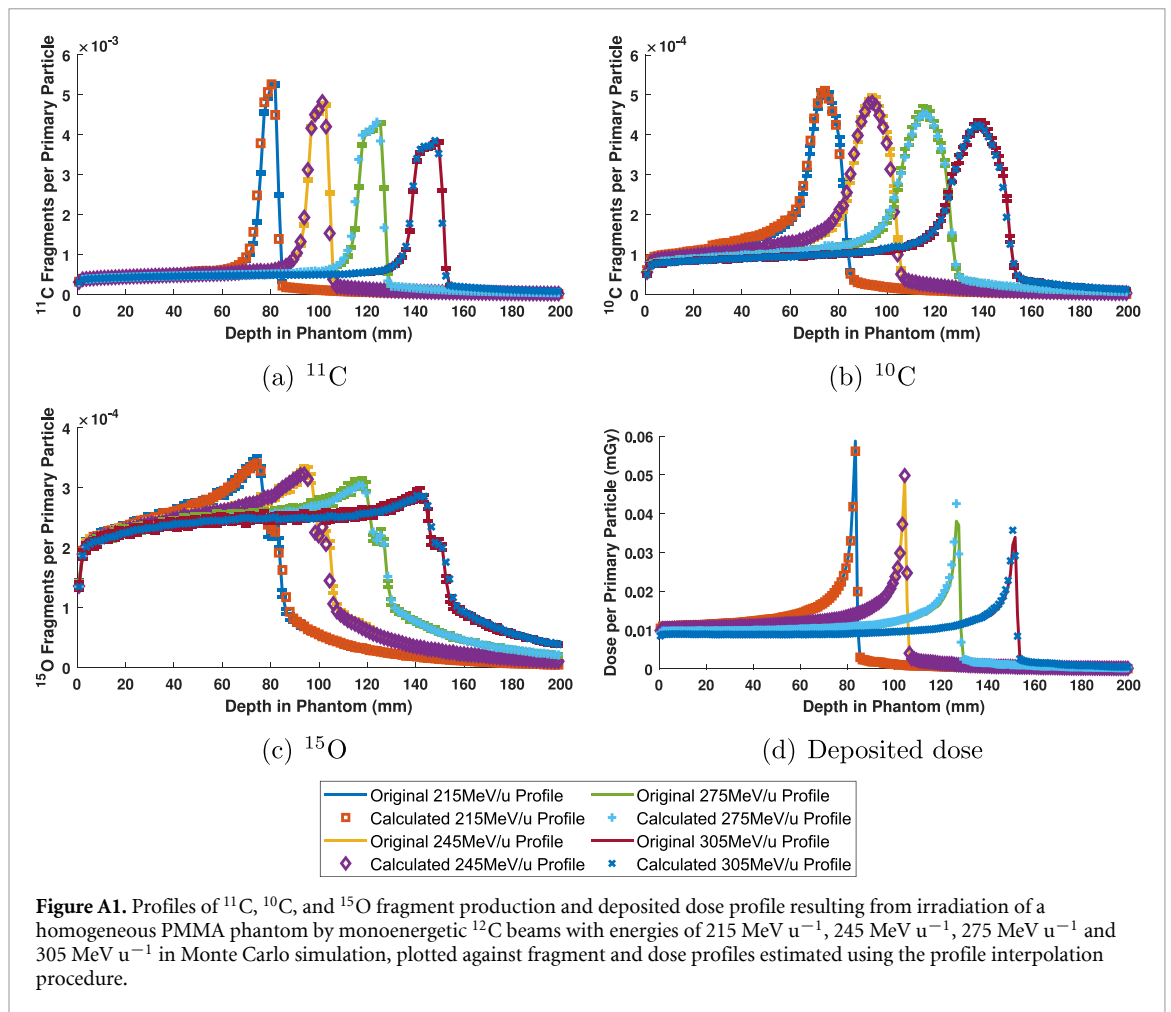 ×10⁻³
6
5
4
3
2
1
0
¹¹C Fragments per Primary Particle
0 20 40 60 80 100 120 140 160 180 200
Depth in Phantom (mm)
(a) ¹¹C
×10⁻⁴
6
5
4
3
2
1
0
¹⁰C Fragments per Primary Particle
0 20 40 60 80 100 120 140 160 180 200
Depth in Phantom (mm)
(b) ¹⁰C
×10⁻⁴
4
3
2
1
0
¹⁵O Fragments per Primary Particle
0 20 40 60 80 100 120 140 160 180 200
Depth in Phantom (mm)
(c) ¹⁵O
0.06
0.05
0.04
0.03
0.02
0.01
0
Dose per Primary Particle (mGy)
0 20 40 60 80 100 120 140 160 180 200
Depth in Phantom (mm)
(d) Deposited dose
Original 215MeV/u Profile Original 275MeV/u Profile
Calculated 215MeV/u Profile Calculated 275MeV/u Profile
Original 245MeV/u Profile Original 305MeV/u Profile
Calculated 245MeV/u Profile Calculated 305MeV/u Profile
Figure A1. Profiles of ¹¹C, ¹⁰C, and ¹⁵O fragment production and deposited dose profile resulting from irradiation of a
homogeneous PMMA phantom by monoenergetic ¹²C beams with energies of 215 MeV u⁻¹, 245 MeV u⁻¹, 275 MeV u⁻¹ and
305 MeV u⁻¹ in Monte Carlo simulation, plotted against fragment and dose profiles estimated using the profile interpolation
procedure.